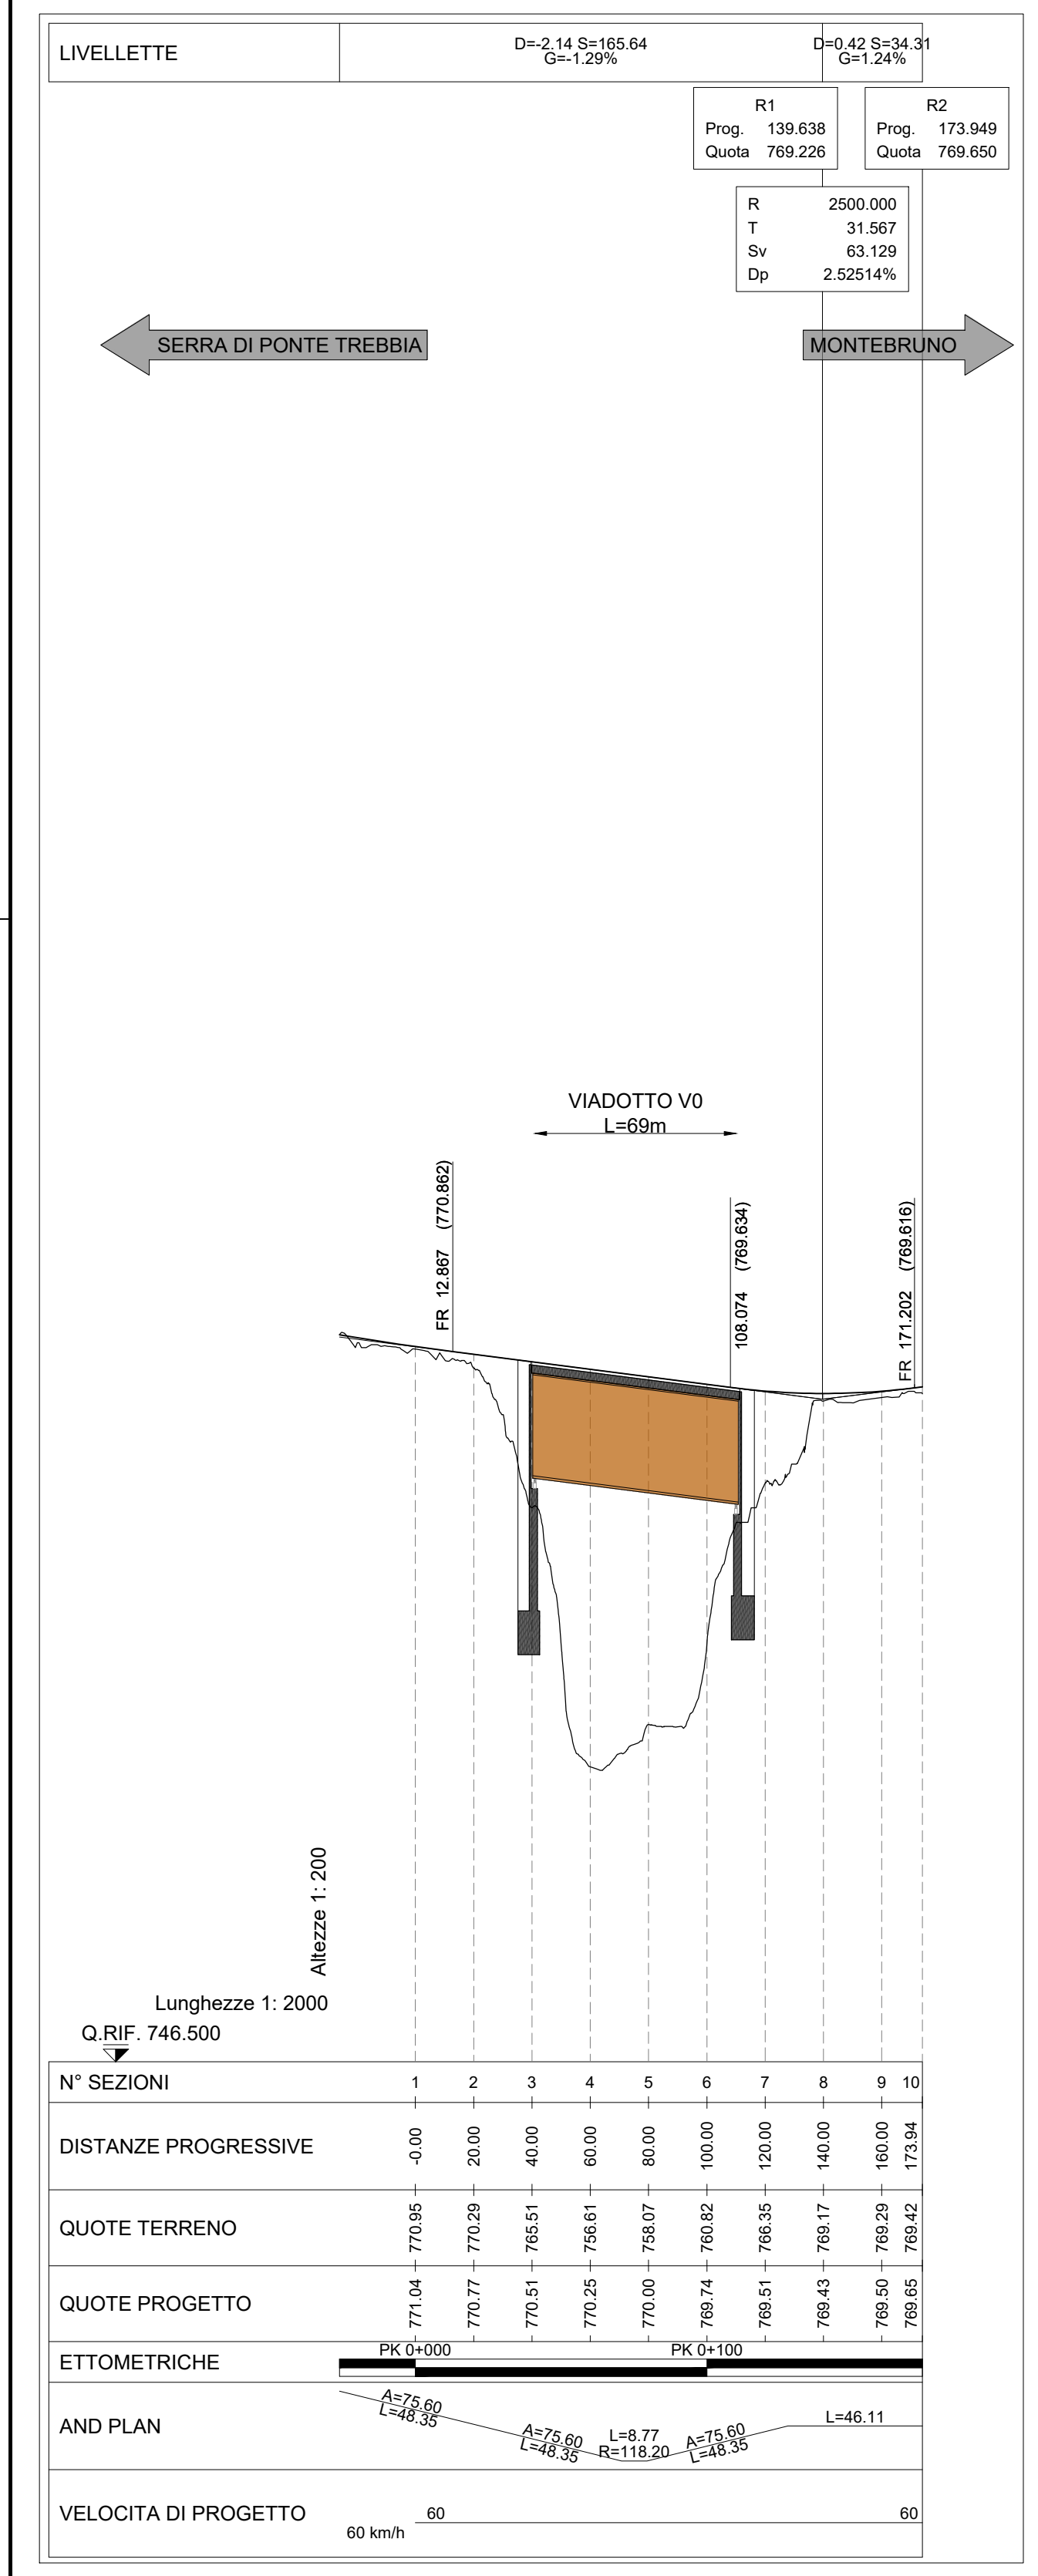 LIVELLETTE
D=-2.14 S=165.64
G=-1.29%
D=0.42 S=34.31
G=1.24%
R1
Prog. 139.638
Quota 769.226
R2
Prog. 173.949
Quota 769.650
R 2500.000
T 31.567
Sv 63.129
Dp 2.52514%
SERRA DI PONTE TREBBIA
MONTEBRUNO
VIADOTTO V0
L=69m
FR 12.867 (770.862)
108.074 (769.634)
FR 171.202 (769.616)
Altezze 1: 200
Lunghezze 1: 2000
Q.RIF. 746.500
N° SEZIONI 1 2 3 4 5 6 7 8 9 10
DISTANZE PROGRESSIVE -0.00 20.00 40.00 60.00 80.00 100.00 120.00 140.00 160.00 173.94
QUOTE TERRENO 770.95 770.29 765.51 756.61 758.07 760.82 766.35 769.17 769.29 769.42
QUOTE PROGETTO 771.04 770.77 770.51 770.25 770.00 769.74 769.51 769.43 769.50 769.65
ETTOMETRICHE PK 0+000 PK 0+100
AND PLAN
A=75.60
L=48.35
A=75.60
L=48.35
L=8.77
R=118.20
A=75.60
L=48.35
L=46.11
VELOCITA DI PROGETTO
60 km/h
60 60